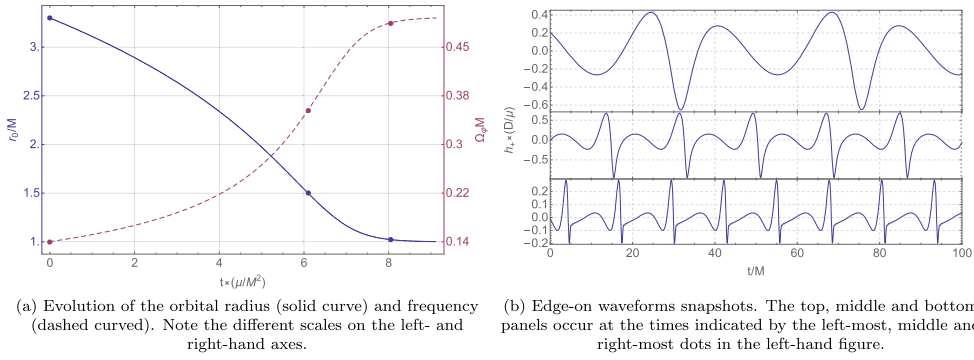 3.
2.5
2.
1.5
1.
r₀/M
0.45
0.38
0.3
0.22
0.14
Ω_φM
0 2 4 6 8
t×(μ/M²)
0.4
0.2
0.0
−0.2
−0.4
−0.6
0.5
0.0
−0.5
0.2
0.1
0.0
−0.1
−0.2
h₊×(D/μ)
0 20 40 60 80 100
t/M
(a) Evolution of the orbital radius (solid curve) and frequency
(dashed curved). Note the different scales on the left- and
right-hand axes.
(b) Edge-on waveforms snapshots. The top, middle and bottom
panels occur at the times indicated by the left-most, middle and
right-most dots in the left-hand figure.